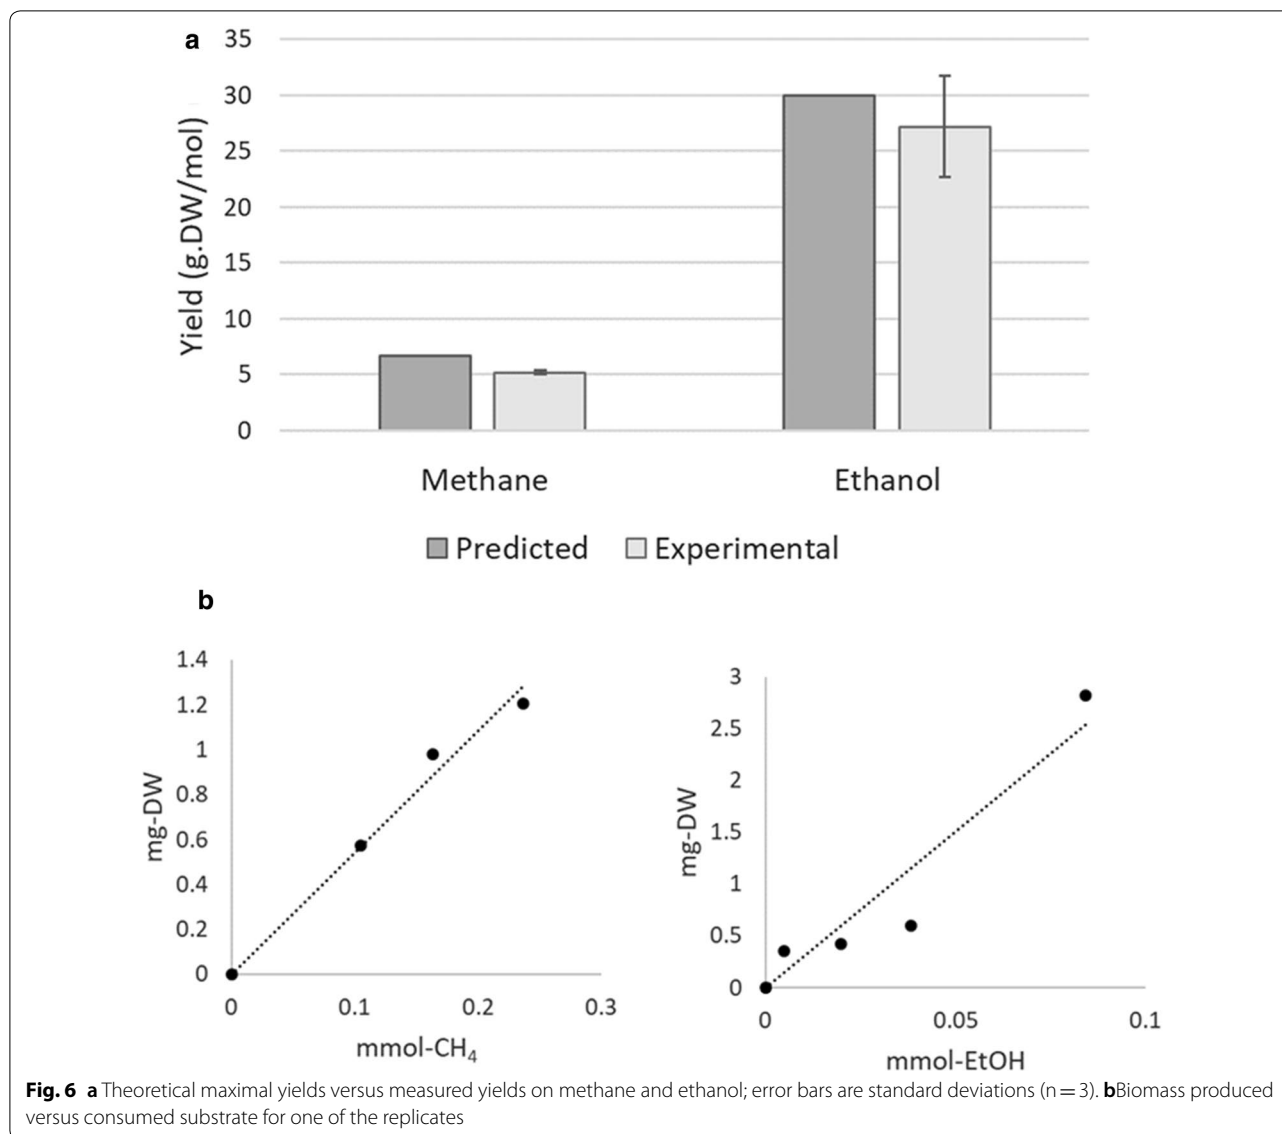 a
35
30
25
20
15
10
5
0
Yield (g.DW/mol)
Methane Ethanol
Predicted Experimental
b
1.4
1.2
1
0.8
0.6
0.4
0.2
0
mg-DW
0 0.1 0.2 0.3
mmol-CH₄
3
2.5
2
1.5
1
0.5
0
mg-DW
0 0.05 0.1
mmol-EtOH
Fig. 6 a Theoretical maximal yields versus measured yields on methane and ethanol; error bars are standard deviations (n = 3). bBiomass produced
versus consumed substrate for one of the replicates